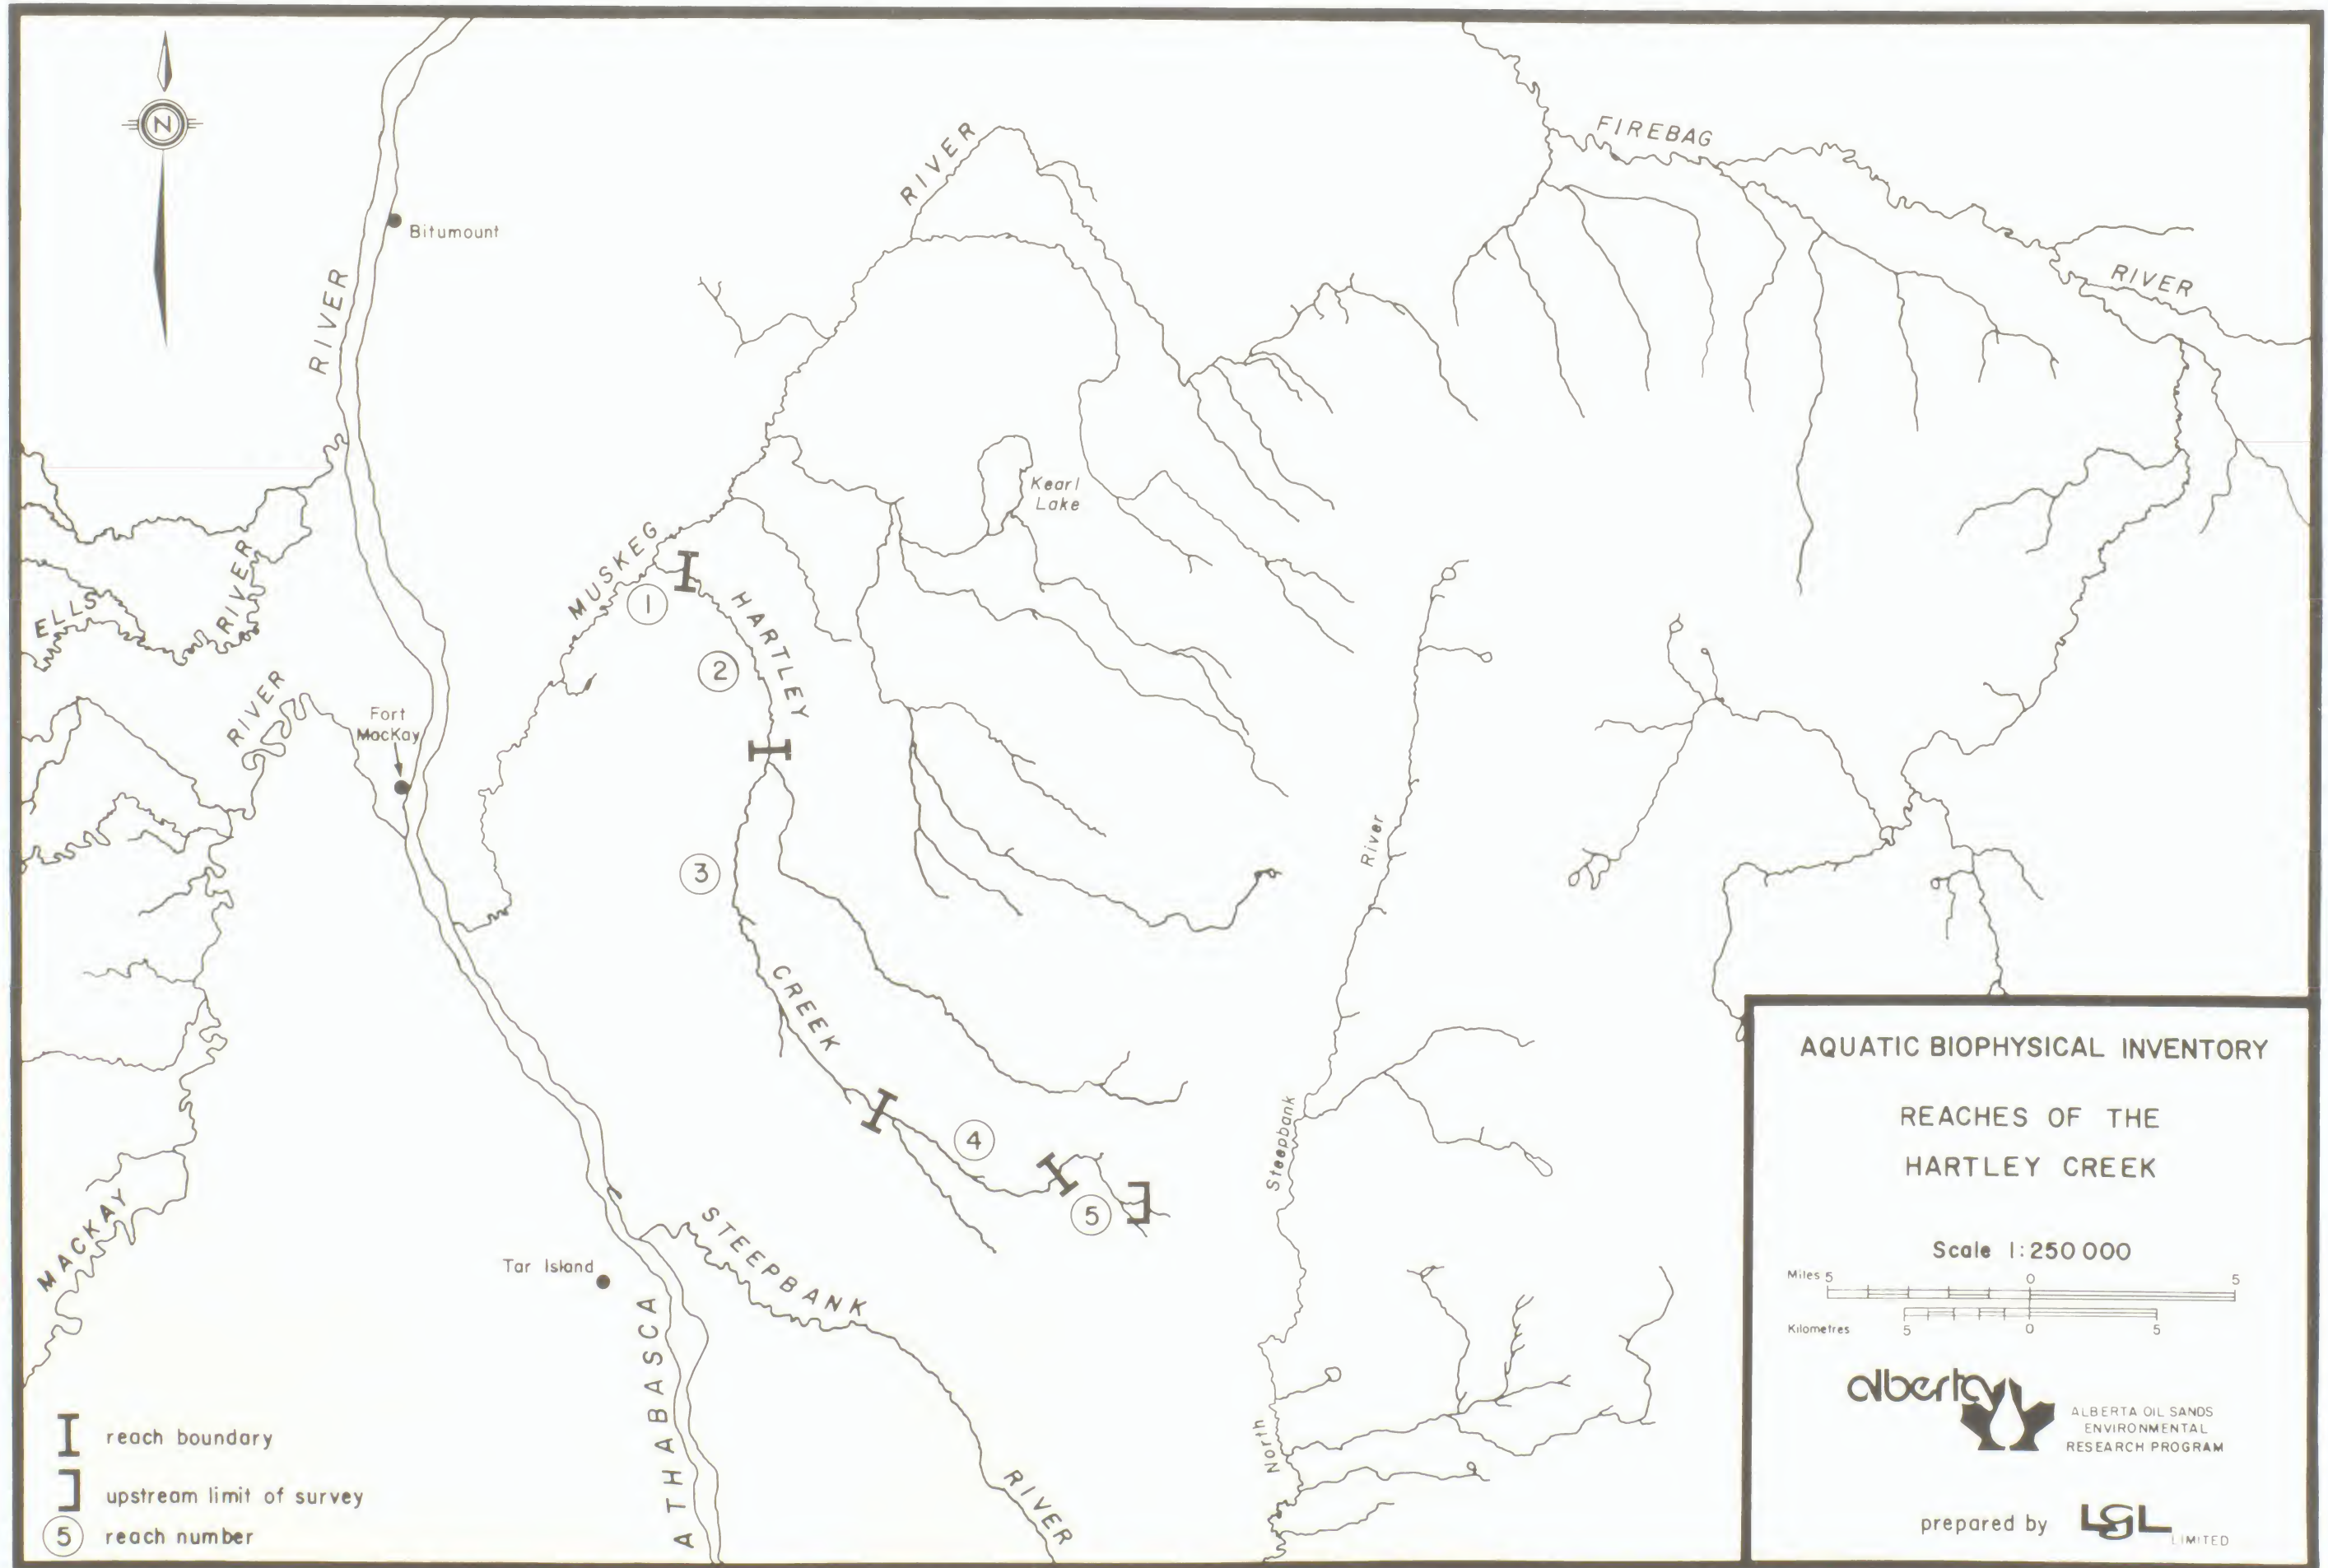 N
RIVER
FIREBAG
Bitumount
RIVER
RIVER
Kearl
Lake
MUSKEG
ELLS
RIVER
1
HARTLEY
2
RIVER
Fort
MacKay
River
3
CREEK
4
Steepbank
5
MACKAY
STEEPBANK
Tar Island
ATHABASCA
North
RIVER
reach boundary
upstream limit of survey
5 reach number
AQUATIC BIOPHYSICAL INVENTORY
REACHES OF THE
HARTLEY CREEK
Scale 1:250 000
Miles 5 0 5
Kilometres 5 0 5
alberta
ALBERTA OIL SANDS
ENVIRONMENTAL
RESEARCH PROGRAM
prepared by LGL
LIMITED